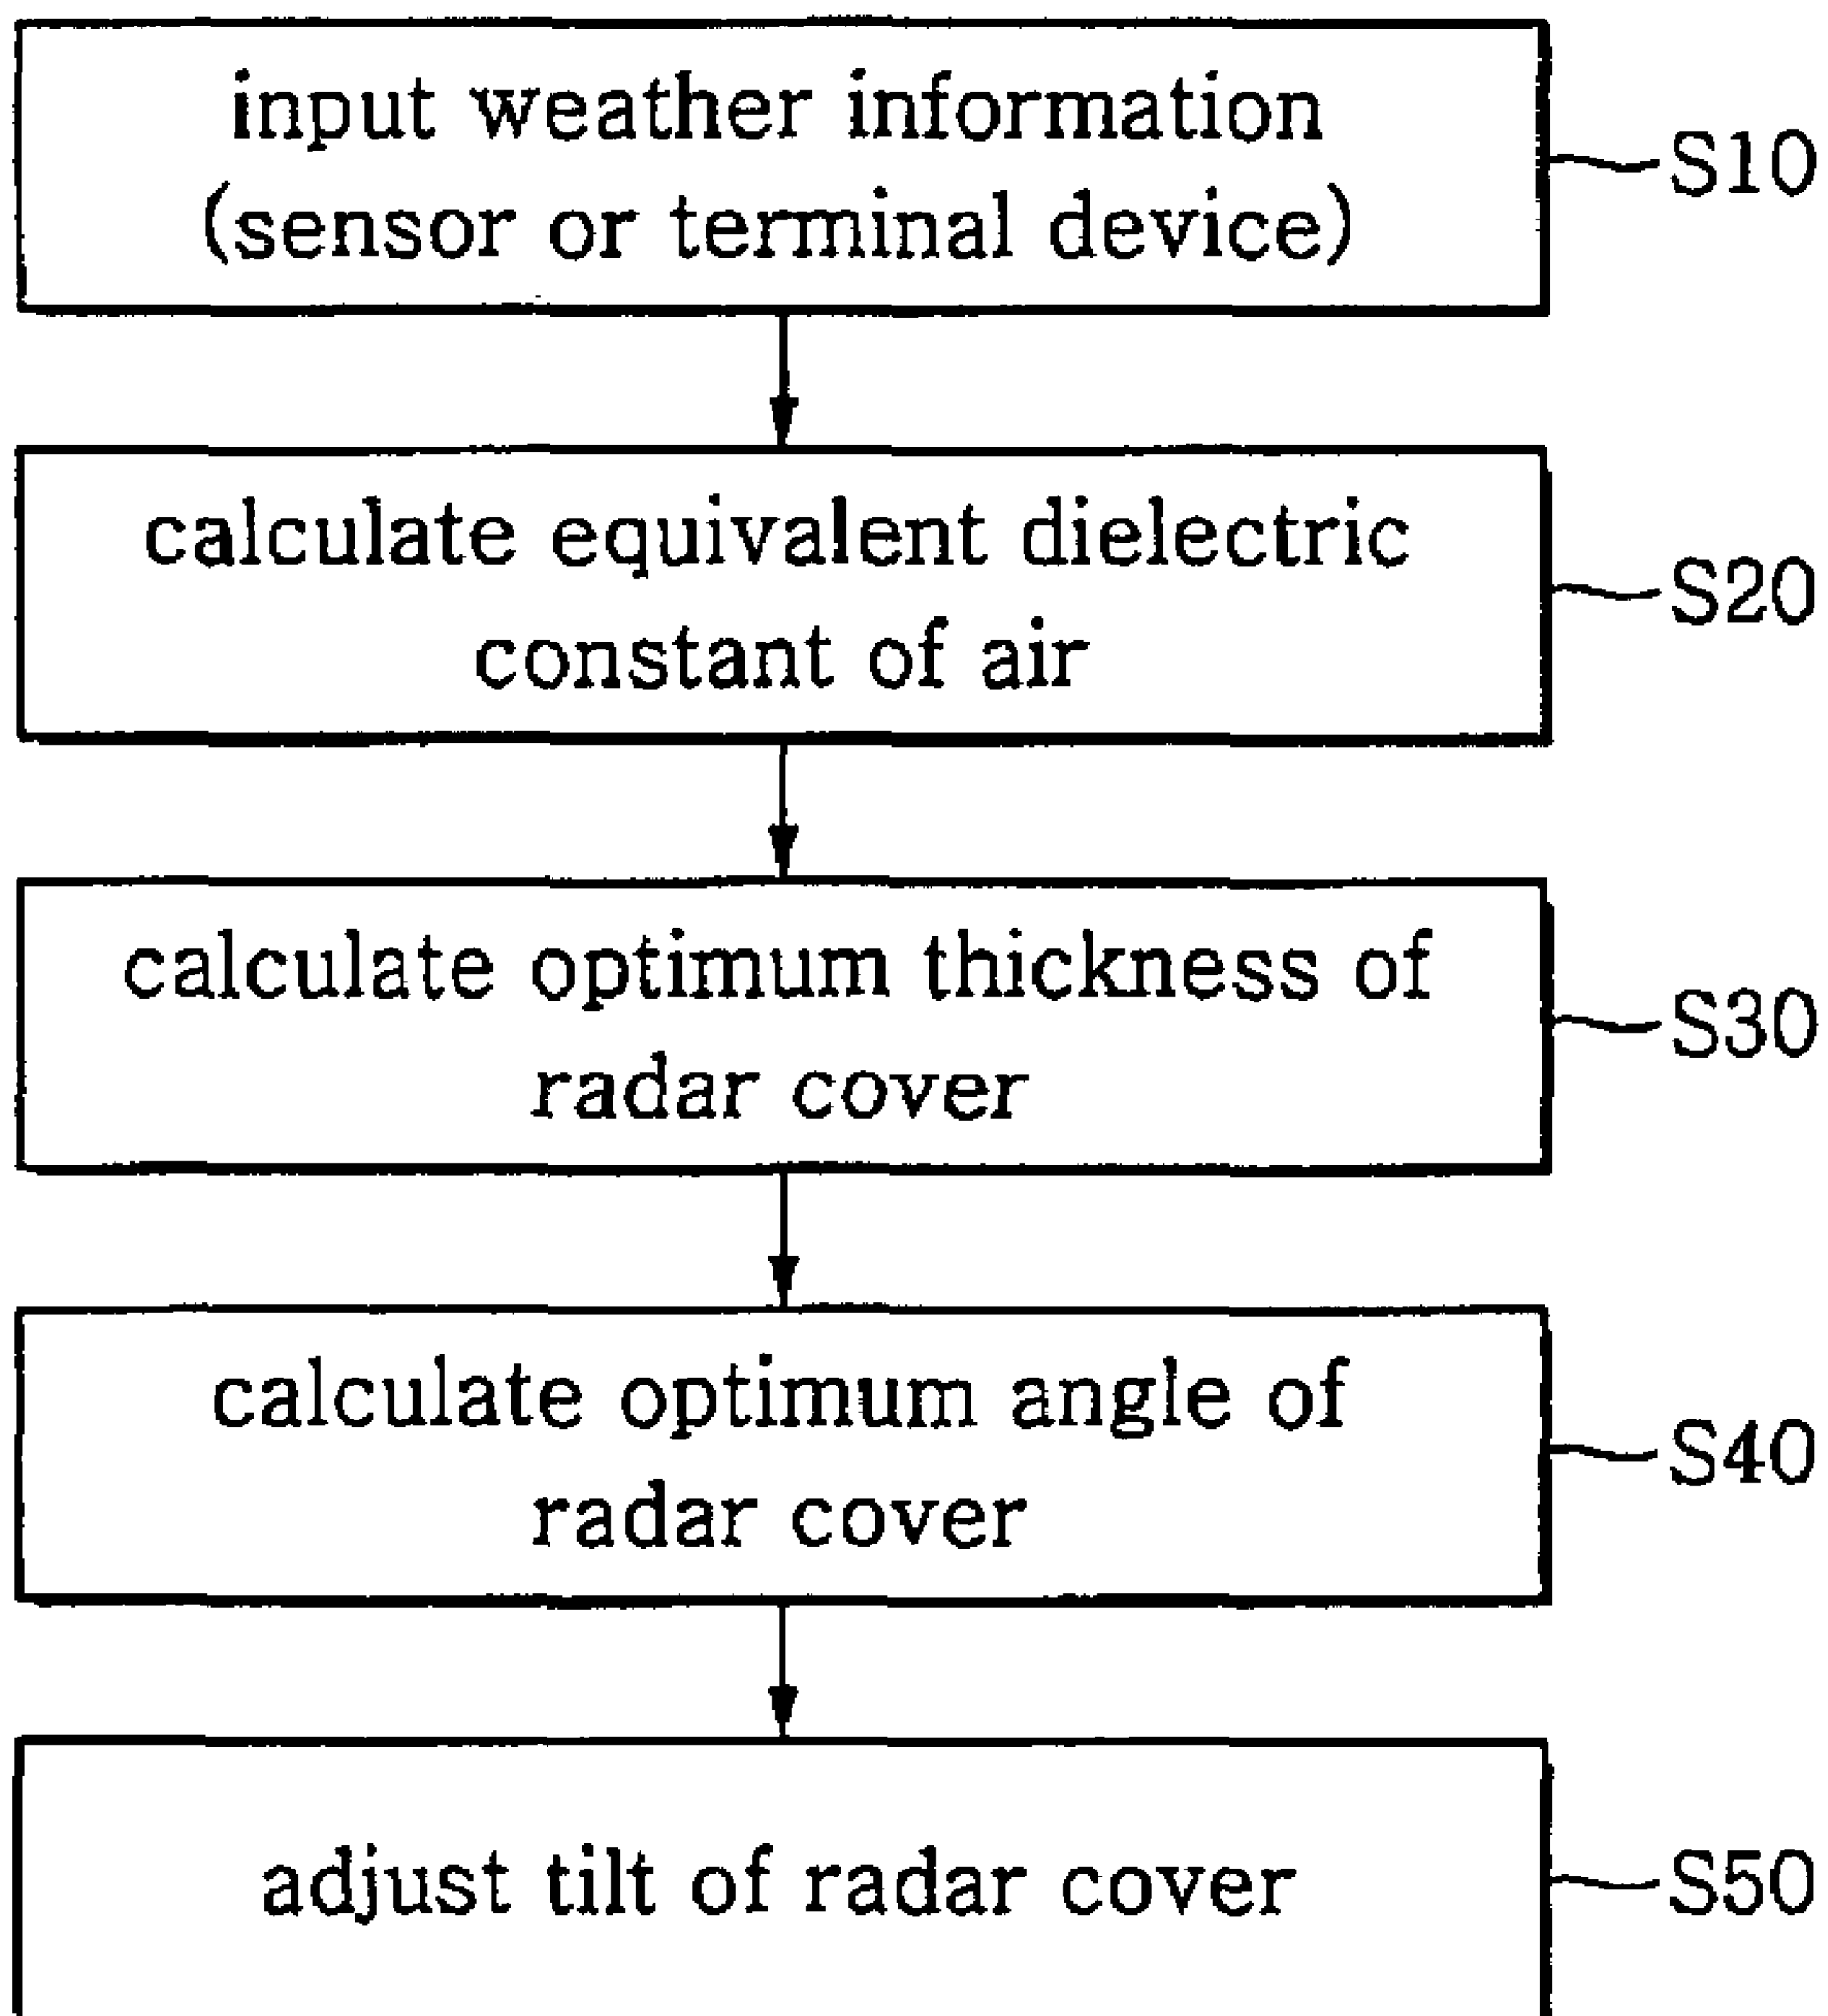 input weather information
(sensor or terminal device)
S10
calculate equivalent dielectric
constant of air
S20
calculate optimum thickness of
radar cover
S30
calculate optimum angle of
radar cover
S40
adjust tilt of radar cover
S50